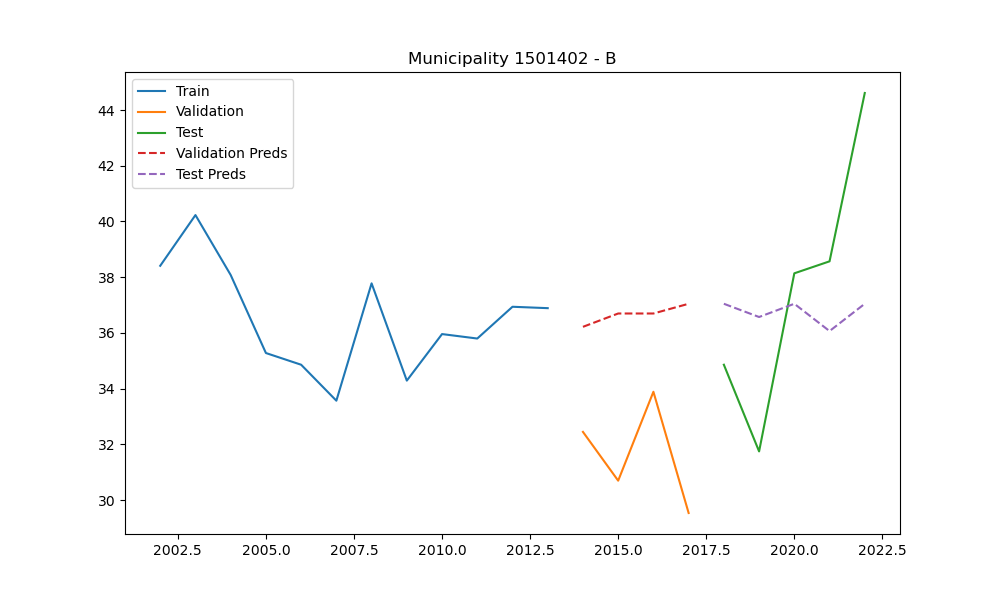 Municipality 1501402 - B
Train
Validation
Test
Validation Preds
Test Preds
44
42
40
38
36
34
32
30
2002.5 2005.0 2007.5 2010.0 2012.5 2015.0 2017.5 2020.0 2022.5